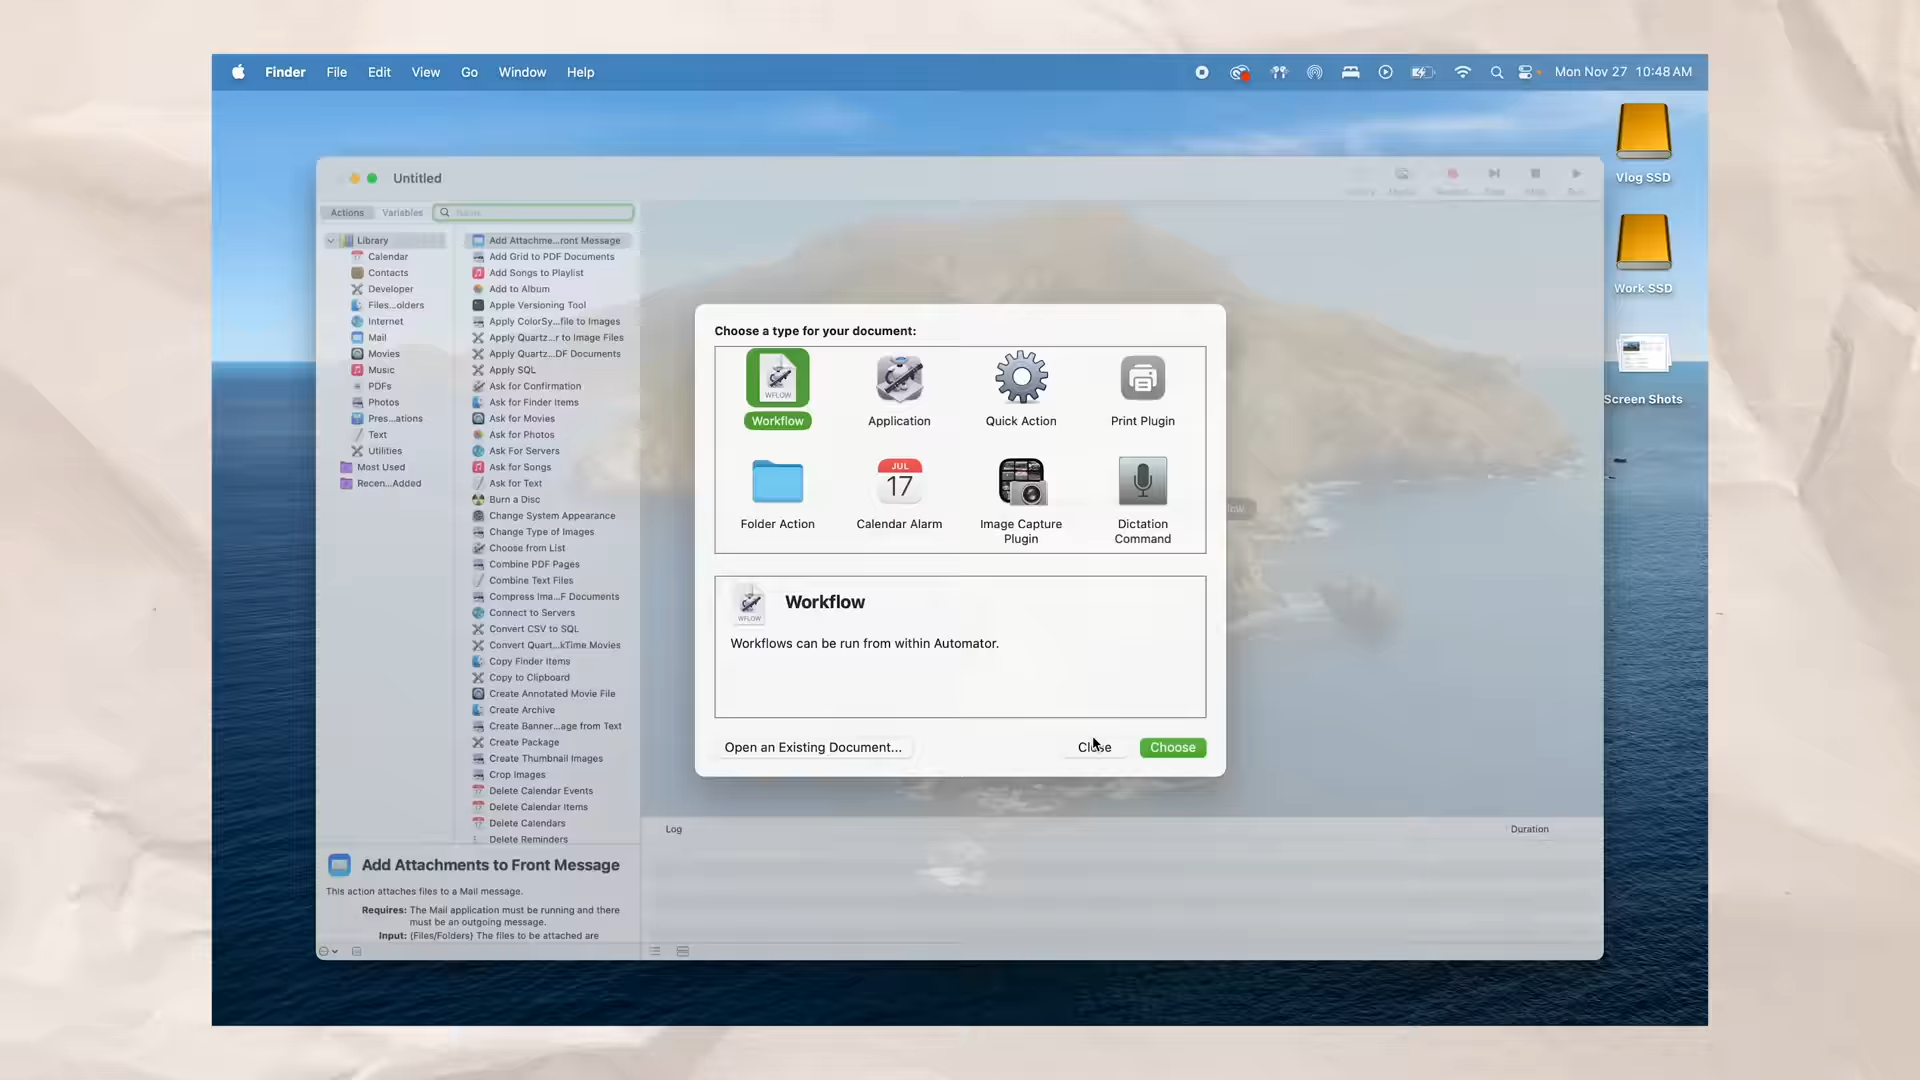 Finder File Edit View Go Window Help
Mon Nov 27 10:48 AM
Vlog SSD
Work SSD
Screen Shots
Untitled
Actions Variables
Library
Calendar
Contacts
Developer
Files...olders
Internet
Mail
Movies
Music
PDFs
Photos
Pres...ations
Text
Utilities
Most Used
Recen...Added
Add Attachme...ront Message
Add Grid to PDF Documents
Add Songs to Playlist
Add to Album
Apple Versioning Tool
Apply ColorSy...file to Images
Apply Quartz...r to Image Files
Apply Quartz...DF Documents
Apply SQL
Ask for Confirmation
Ask for Finder Items
Ask for Movies
Ask for Photos
Ask For Servers
Ask for Songs
Ask for Text
Burn a Disc
Change System Appearance
Change Type of Images
Choose from List
Combine PDF Pages
Combine Text Files
Compress Ima...F Documents
Connect to Servers
Convert CSV to SQL
Convert Quart...kTime Movies
Copy Finder Items
Copy to Clipboard
Create Annotated Movie File
Create Archive
Create Banner...age from Text
Create Package
Create Thumbnail Images
Crop Images
Delete Calendar Events
Delete Calendar Items
Delete Calendars
Delete Reminders
Add Attachments to Front Message
This action attaches files to a Mail message.
Requires: The Mail application must be running and there
must be an outgoing message.
Input: (Files/Folders) The files to be attached are
Choose a type for your document:
WFLOW
Workflow
Application
Quick Action
Print Plugin
Folder Action
JUL
17
Calendar Alarm
Image Capture
Plugin
Dictation
Command
WFLOW
Workflow
Workflows can be run from within Automator.
Open an Existing Document...
Close
Choose
Log
Duration